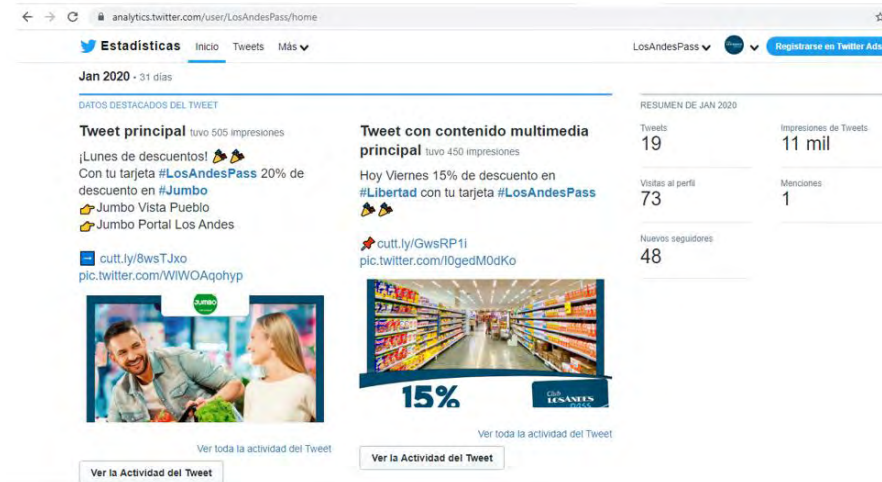 analytics.twitter.com/user/LosAndesPass/home
Estadísticas Inicio Tweets Más
LosAndesPass
Registrarse en Twitter Ads
Jan 2020 • 31 días
DATOS DESTACADOS DEL TWEET
Tweet principal tuvo 505 impresiones
¡Lunes de descuentos! 🎉🎉
Con tu tarjeta #LosAndesPass 20% de
descuento en #Jumbo
👉Jumbo Vista Pueblo
👉Jumbo Portal Los Andes
➡ cutt.ly/8wsTJxo
pic.twitter.com/WlWOAqohyp
JUMBO
Ver toda la actividad del Tweet
Ver la Actividad del Tweet
Tweet con contenido multimedia
principal tuvo 450 impresiones
Hoy Viernes 15% de descuento en
#Libertad con tu tarjeta #LosAndesPass
🎉🎉
📌cutt.ly/GwsRP1i
pic.twitter.com/I0gedM0dKo
15%
Club
LOS ANDES
PASS
Ver toda la actividad del Tweet
Ver la Actividad del Tweet
RESUMEN DE JAN 2020
Tweets
19
Impresiones de Tweets
11 mil
Visitas al perfil
73
Menciones
1
Nuevos seguidores
48